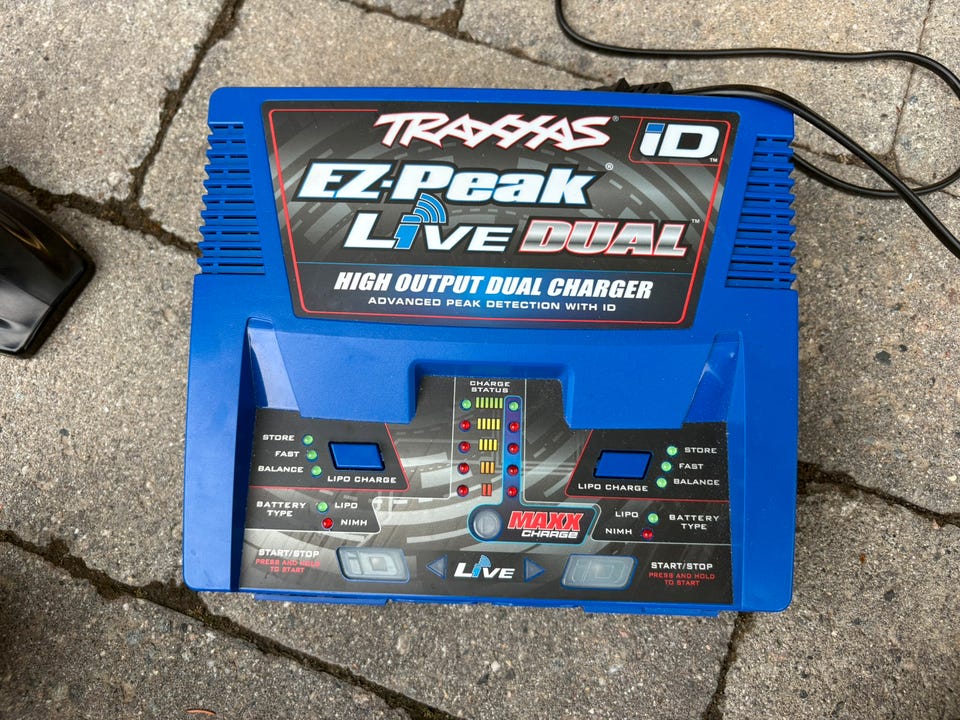 TRAXXAS®
iD™
EZ-Peak®
LiVE DUAL™
HIGH OUTPUT DUAL CHARGER
ADVANCED PEAK DETECTION WITH iD
CHARGE
STATUS
STORE
FAST
BALANCE
LIPO CHARGE
BATTERY
TYPE
LIPO
NIMH
START/STOP
PRESS AND HOLD
TO START
iD
LiVE
MAXX
CHARGE
iD
STORE
FAST
BALANCE
LIPO CHARGE
LIPO
NIMH
BATTERY
TYPE
START/STOP
PRESS AND HOLD
TO START